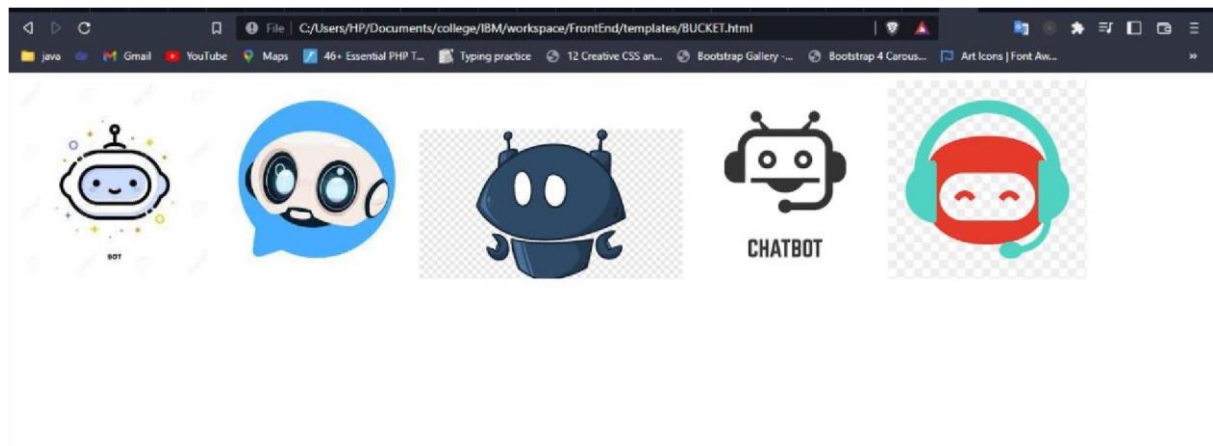 File | C:/Users/HP/Documents/college/IBM/workspace/FrontEnd/templates/BUCKET.html
java Gmail YouTube Maps 46+ Essential PHP T... Typing practice 12 Creative CSS an... Bootstrap Gallery -... Bootstrap 4 Carous... Art Icons | Font Aw... »
BOT
CHATBOT